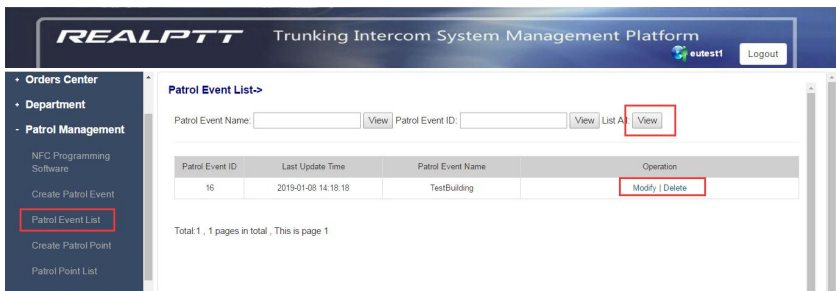 REALPTT Trunking Intercom System Management Platform
eutest1 Logout
+ Orders Center
+ Department
- Patrol Management
NFC Programming
Software
Create Patrol Event
Patrol Event List
Create Patrol Point
Patrol Point List
Patrol Event List->
Patrol Event Name: View Patrol Event ID: View List All: View
Patrol Event ID Last Update Time Patrol Event Name Operation
16 2019-01-08 14:18:18 TestBuilding Modify | Delete
Total:1 , 1 pages in total , This is page 1